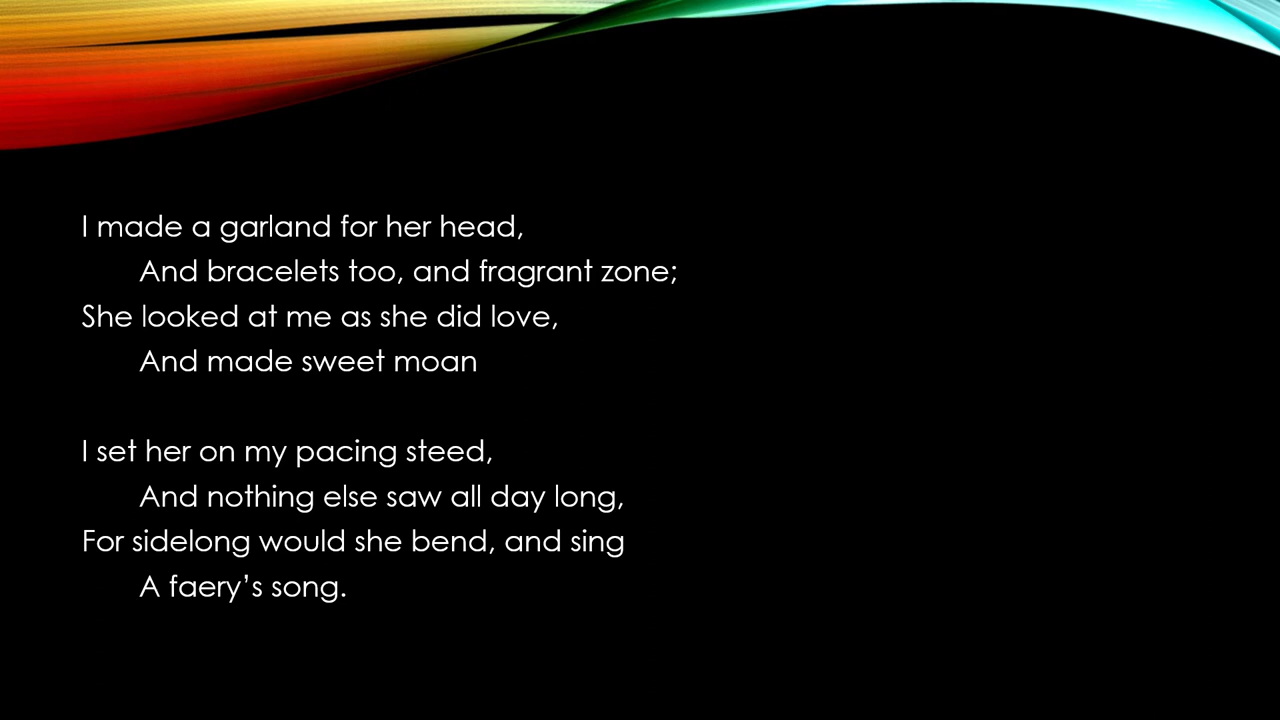 I made a garland for her head,
And bracelets too, and fragrant zone;
She looked at me as she did love,
And made sweet moan
I set her on my pacing steed,
And nothing else saw all day long,
For sidelong would she bend, and sing
A faery’s song.